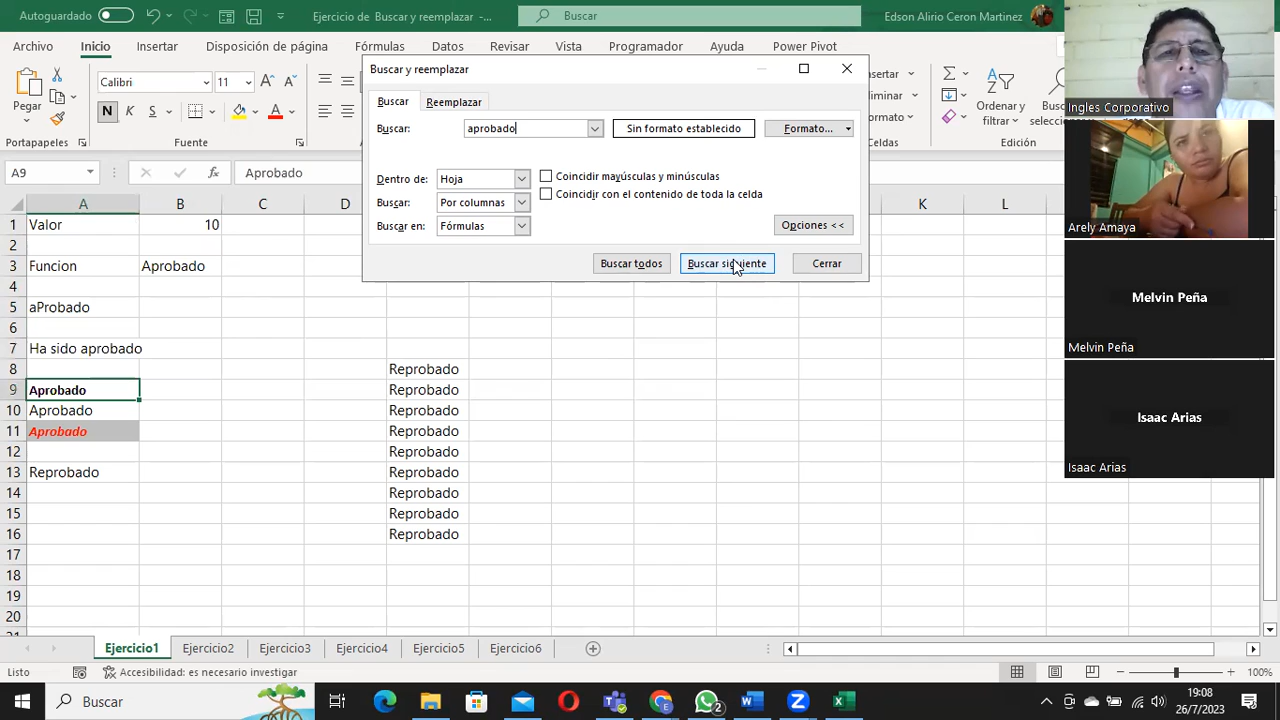 Autoguardado
Ejercicio de Buscar y reemplazar
Buscar
Edson Alirio Ceron Martinez
Archivo Inicio Insertar Disposición de página Fórmulas Datos Revisar Vista Programador Ayuda Power Pivot
Pegar
Calibri 11
N K S
Portapapeles
Fuente
Ordenar y
filtrar
Celdas
Buscar y reemplazar
Buscar Reemplazar
Buscar: aprobado Sin formato establecido Formato...
Dentro de: Hoja Coincidir mayúsculas y minúsculas
Coincidir con el contenido de toda la celda
Buscar: Por columnas
Buscar en: Fórmulas Opciones <<
Buscar todos Buscar siguiente Cerrar
Ingles Corporativo
Arely Amaya
Melvin Peña
Melvin Peña
Isaac Arias
Isaac Arias
A9 fx Aprobado
A B C D K L
1 Valor 10
2
3 Funcion Aprobado
4
5 aProbado
6
7 Ha sido aprobado
8 Reprobado
9 Aprobado Reprobado
10 Aprobado Reprobado
11 Aprobado Reprobado
12 Reprobado
13 Reprobado Reprobado
14 Reprobado
15 Reprobado
16 Reprobado
17
18
19
20
Ejercicio1 Ejercicio2 Ejercicio3 Ejercicio4 Ejercicio5 Ejercicio6
Listo Accesibilidad: es necesario investigar 100%
Buscar
2
19:08
26/7/2023